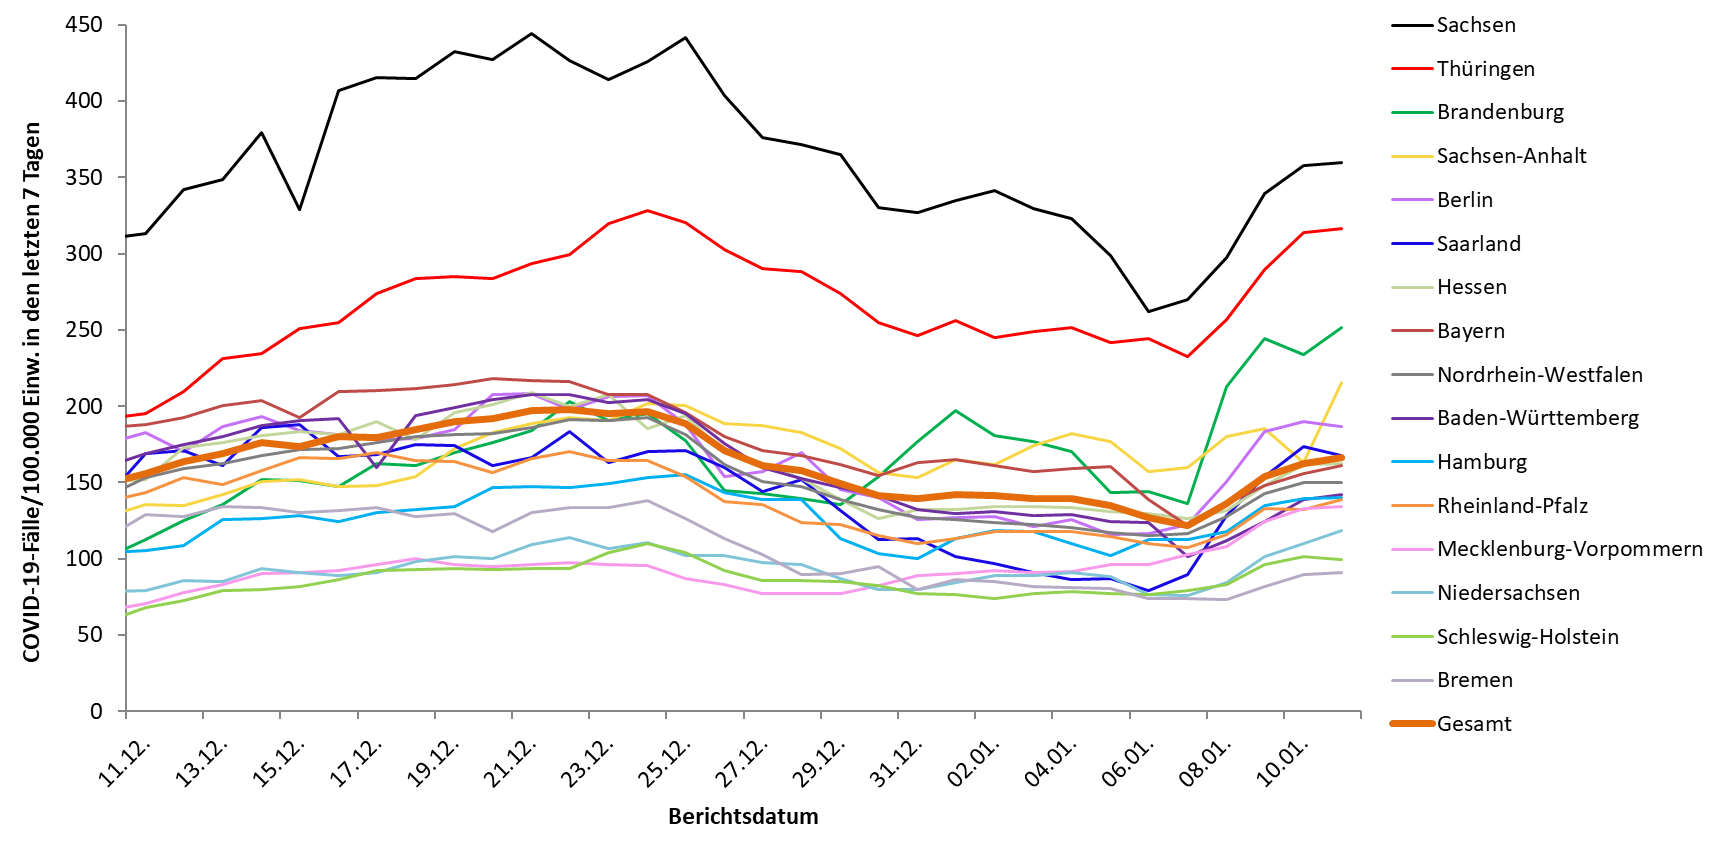 COVID-19-Fälle/100.000 Einw. in den letzten 7 Tagen
450
400
350
300
250
200
150
100
50
0
11.12.
13.12.
15.12.
17.12.
19.12.
21.12.
23.12.
25.12.
27.12.
29.12.
31.12.
02.01.
04.01.
06.01.
08.01.
10.01.
Berichtsdatum
Sachsen
Thüringen
Brandenburg
Sachsen-Anhalt
Berlin
Saarland
Hessen
Bayern
Nordrhein-Westfalen
Baden-Württemberg
Hamburg
Rheinland-Pfalz
Mecklenburg-Vorpommern
Niedersachsen
Schleswig-Holstein
Bremen
Gesamt